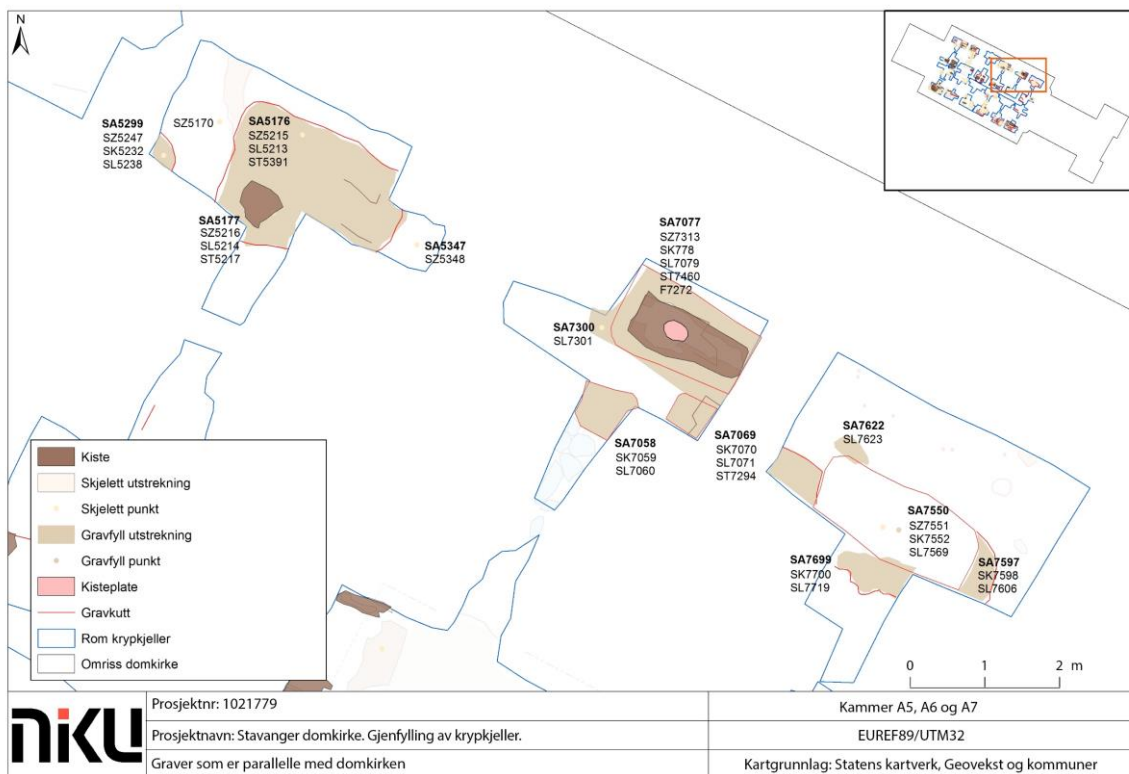 N
SA5299
SZ5247
SK5232
SL5238
SZ5170
SA5176
SZ5215
SL5213
ST5391
SA5177
SZ5216
SL5214
ST5217
SA5347
SZ5348
SA7077
SZ7313
SK778
SL7079
ST7460
F7272
SA7300
SL7301
SA7058
SK7059
SL7060
SA7069
SK7070
SL7071
ST7294
SA7622
SL7623
SA7550
SZ7551
SK7552
SL7569
SA7699
SK7700
SL7719
SA7597
SK7598
SL7606
Kiste
Skjelett utstrekning
Skjelett punkt
Gravfyll utstrekning
Gravfyll punkt
Kisteplate
Gravkutt
Rom krypkjeller
Omriss domkirke
0 1 2 m
niku
Prosjektnr: 1021779
Prosjektnavn: Stavanger domkirke. Gjenfylling av krypkjeller.
Graver som er parallelle med domkirken
Kammer A5, A6 og A7
EUREF89/UTM32
Kartgrunnlag: Statens kartverk, Geovekst og kommuner